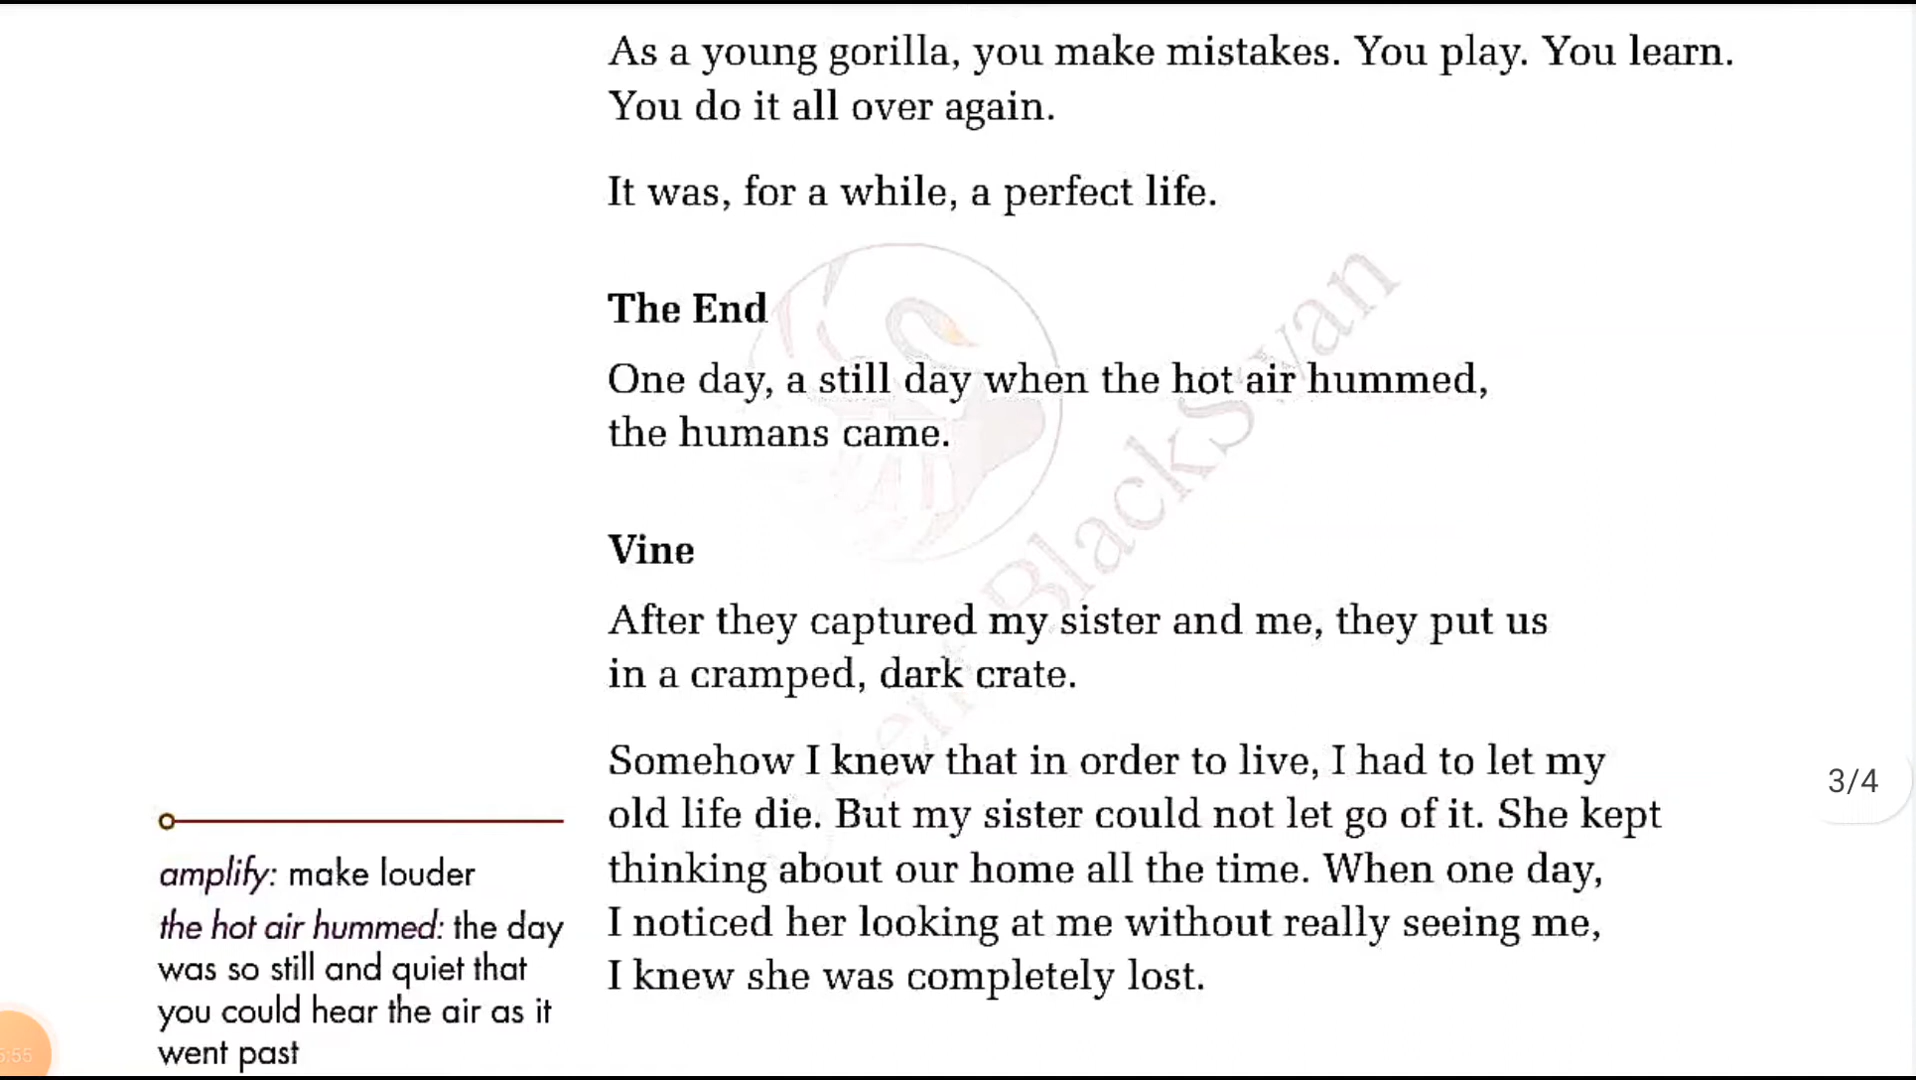 As a young gorilla, you make mistakes. You play. You learn.
You do it all over again.
It was, for a while, a perfect life.
The End
One day, a still day when the hot air hummed,
the humans came.
Vine
After they captured my sister and me, they put us
in a cramped, dark crate.
Somehow I knew that in order to live, I had to let my
old life die. But my sister could not let go of it. She kept
thinking about our home all the time. When one day,
I noticed her looking at me without really seeing me,
I knew she was completely lost.
amplify: make louder
the hot air hummed: the day
was so still and quiet that
you could hear the air as it
went past
3/4
BlackSwan